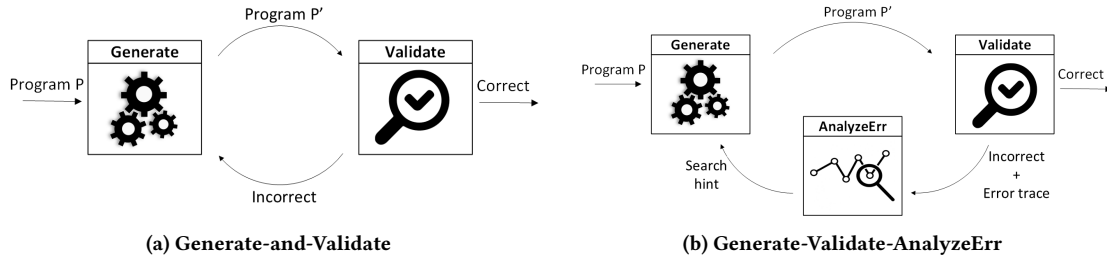 Program P'
Generate
Validate
Program P
Correct
Incorrect
(a) Generate-and-Validate
Program P'
Generate
Validate
Program P
Correct
AnalyzeErr
Search
hint
Incorrect
+
Error trace
(b) Generate-Validate-AnalyzeErr